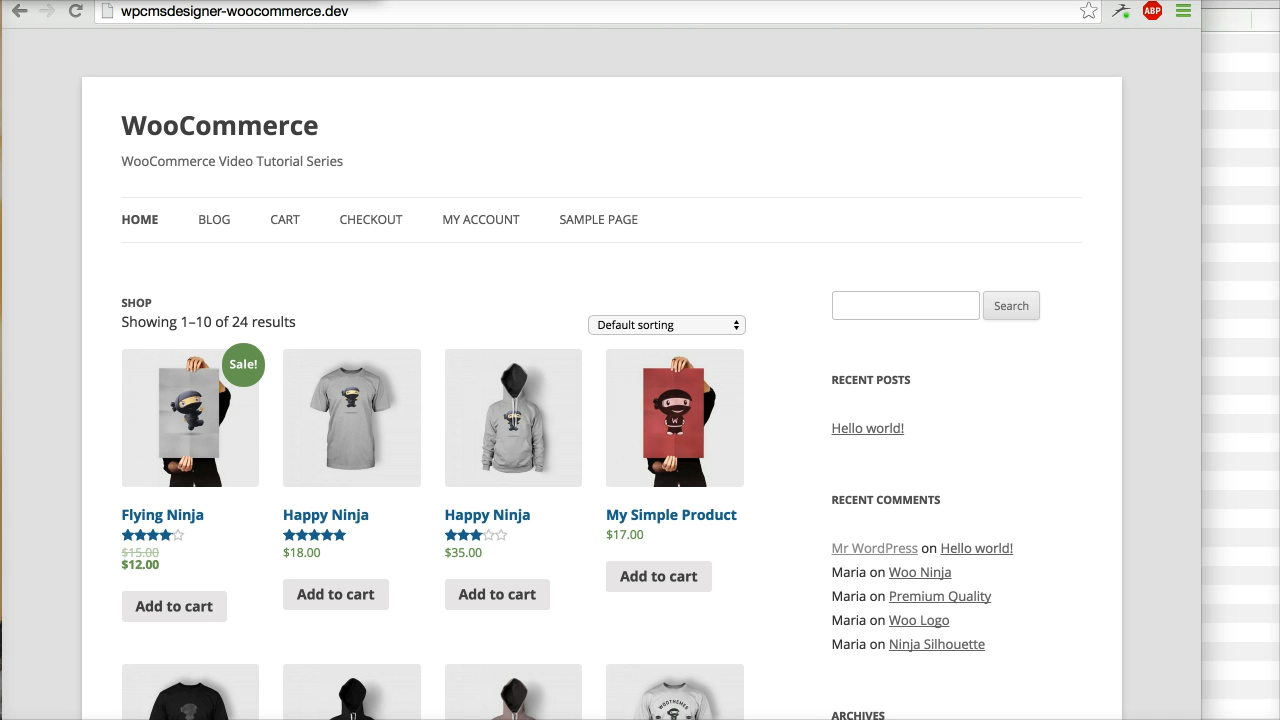 wpcmsdesigner-woocommerce.dev
ABP
WooCommerce
WooCommerce Video Tutorial Series
HOME BLOG CART CHECKOUT MY ACCOUNT SAMPLE PAGE
SHOP
Showing 1–10 of 24 results
Default sorting
Sale!
Flying Ninja
$15.00
$12.00
Add to cart
Happy Ninja
$18.00
Add to cart
Happy Ninja
$35.00
Add to cart
W
My Simple Product
$17.00
Add to cart
WOOTHEMES
Search
RECENT POSTS
Hello world!
RECENT COMMENTS
Mr WordPress on Hello world!
Maria on Woo Ninja
Maria on Premium Quality
Maria on Woo Logo
Maria on Ninja Silhouette
ARCHIVES